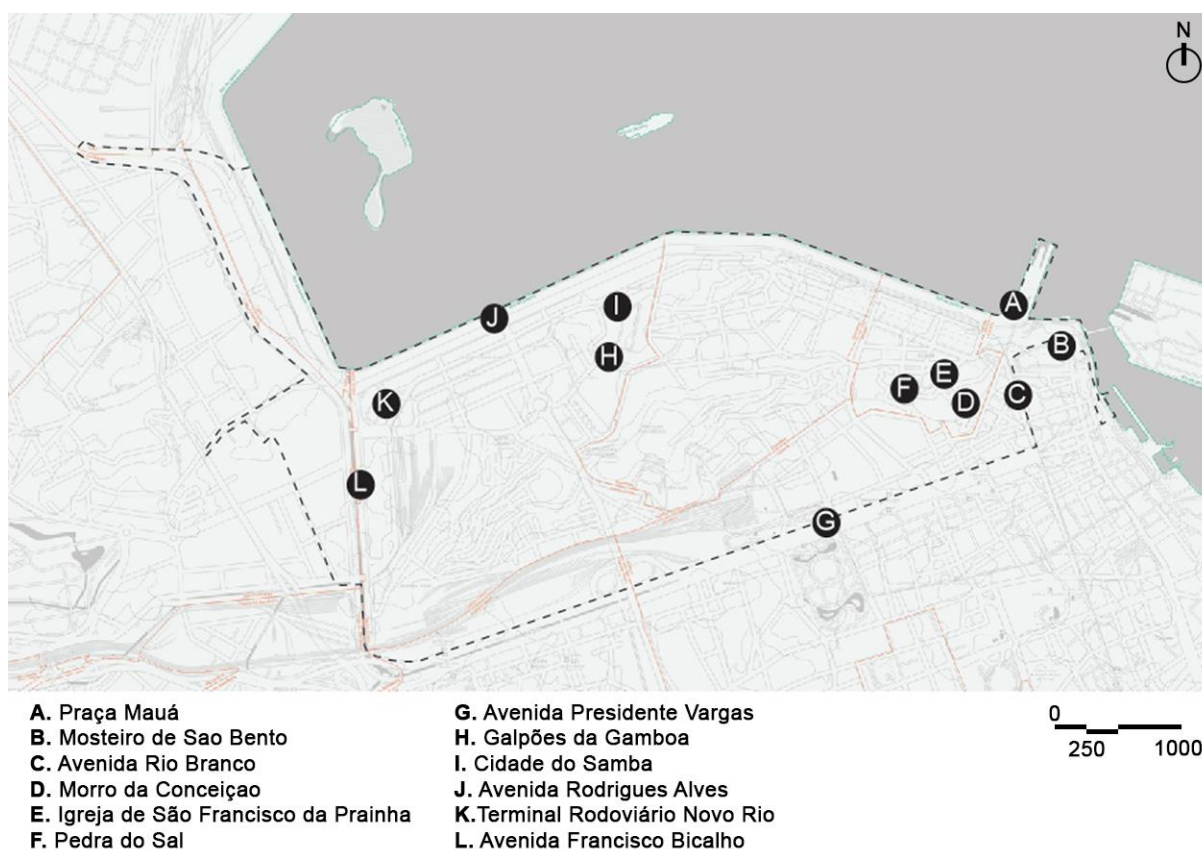 N
J
I
A
B
H
E
K
F
D
C
L
G
A. Praça Mauá
B. Mosteiro de Sao Bento
C. Avenida Rio Branco
D. Morro da Conceiçao
E. Igreja de São Francisco da Prainha
F. Pedra do Sal
G. Avenida Presidente Vargas
H. Galpões da Gamboa
I. Cidade do Samba
J. Avenida Rodrigues Alves
K.Terminal Rodoviário Novo Rio
L. Avenida Francisco Bicalho
0
250 1000